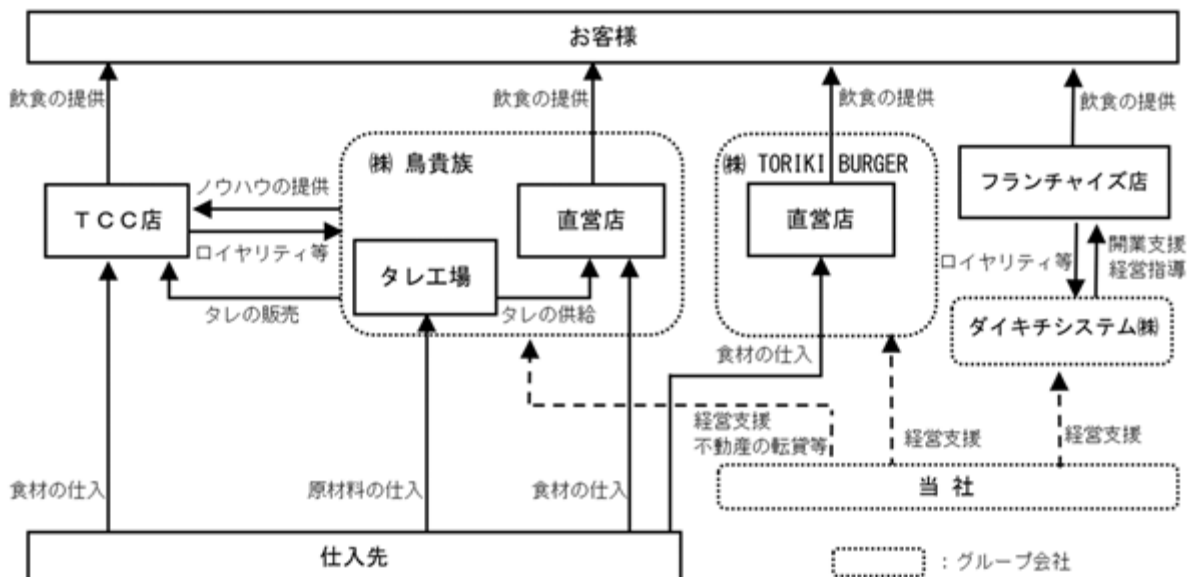 お客様
飲食の提供
飲食の提供
飲食の提供
飲食の提供
㈱ 鳥貴族
㈱ TORIKI BURGER
フランチャイズ店
ノウハウの提供
TCC店
直営店
直営店
ロイヤリティ等
ロイヤリティ等
開業支援
経営指導
タレ工場
タレの販売
タレの供給
ダイキチシステム㈱
食材の仕入
経営支援
不動産の転貸等
経営支援
経営支援
食材の仕入
原材料の仕入
食材の仕入
当 社
仕入先
：グループ会社